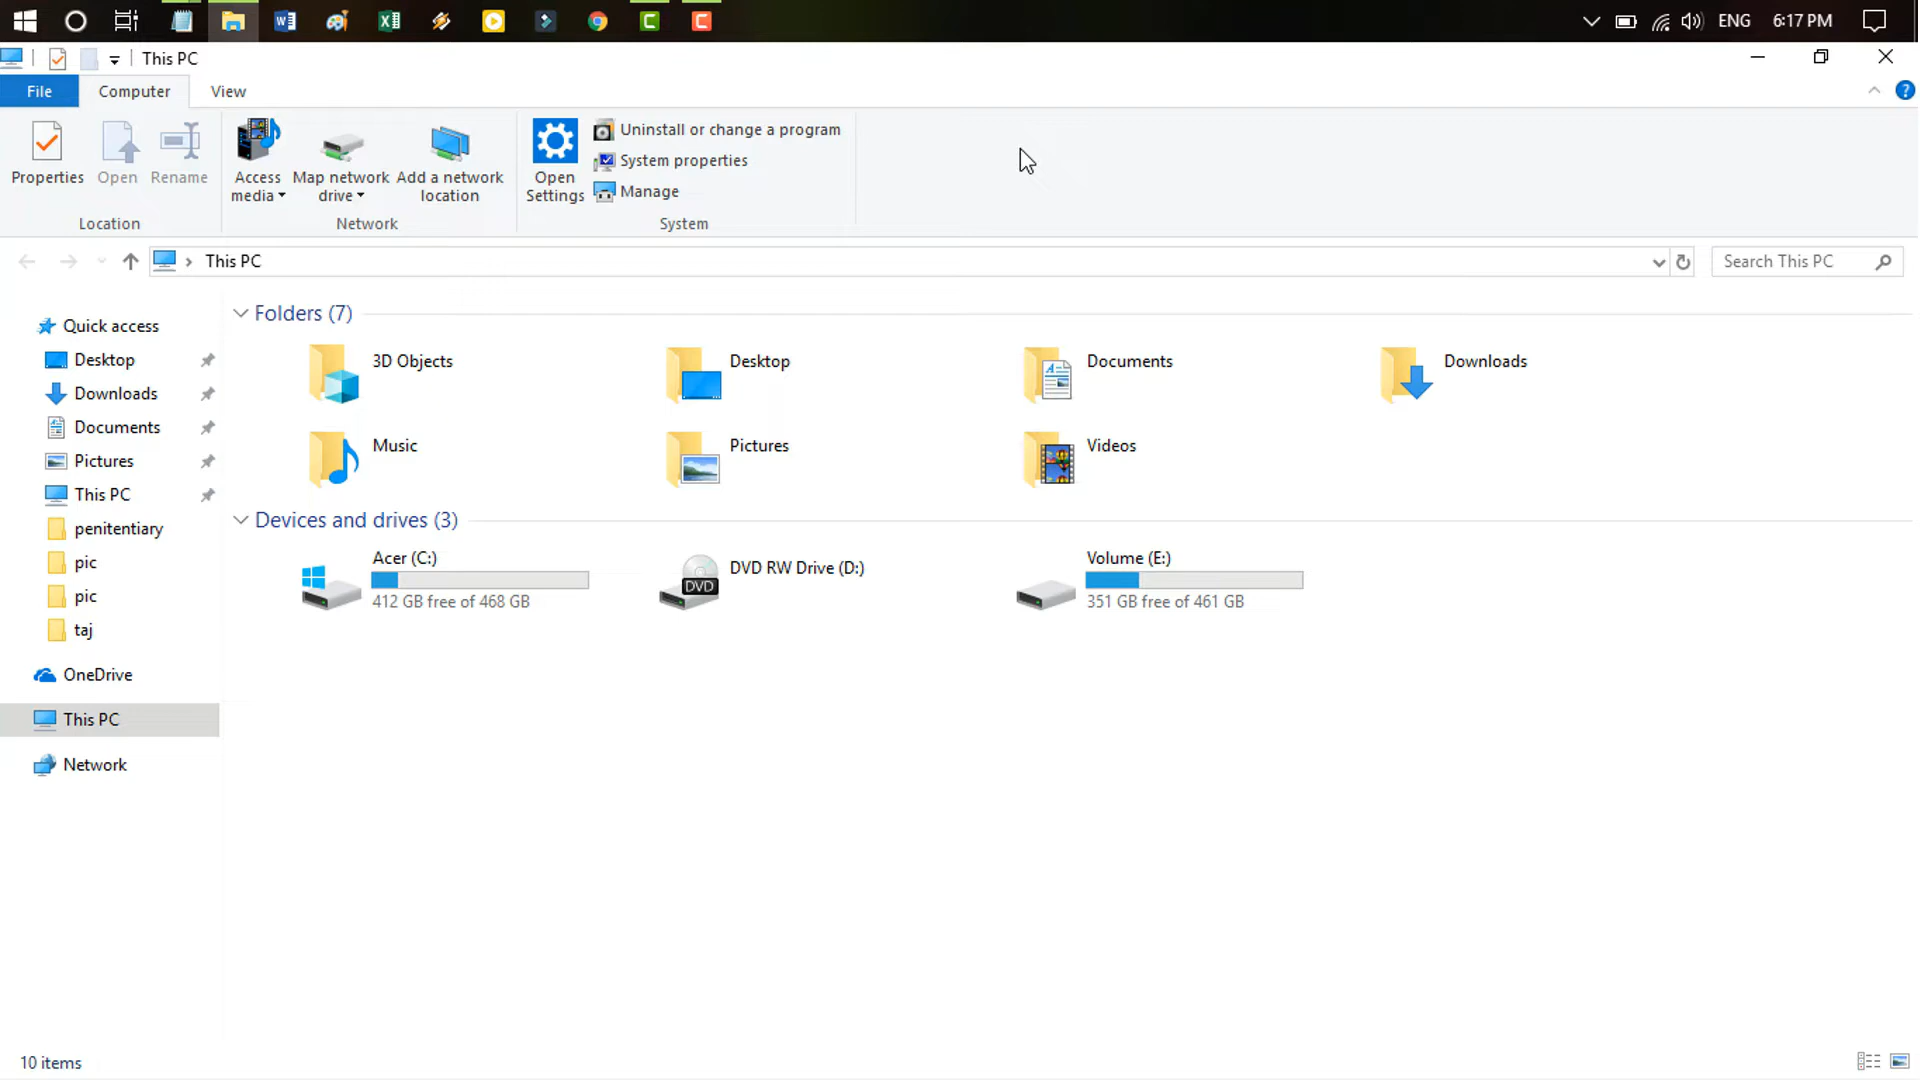 ENG 6:17 PM
This PC
File Computer View
Properties Open Rename Access media Map network drive Add a network location Open Settings
Uninstall or change a program
System properties
Manage
Location Network System
This PC
Search This PC
Quick access
Desktop
Downloads
Documents
Pictures
This PC
penitentiary
pic
pic
taj
OneDrive
This PC
Network
Folders (7)
3D Objects Desktop Documents Downloads
Music Pictures Videos
Devices and drives (3)
Acer (C:)
412 GB free of 468 GB
DVD RW Drive (D:)
DVD
Volume (E:)
351 GB free of 461 GB
10 items